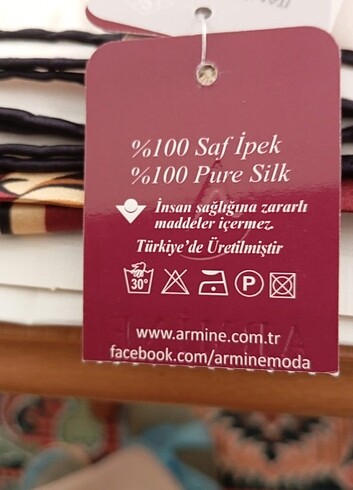 %100 Saf İpek
%100 Pure Silk
İnsan sağlığına zararlı
maddeler içermez.
Türkiye'de Üretilmiştir
30° P
www.armine.com.tr
facebook.com/arminemoda